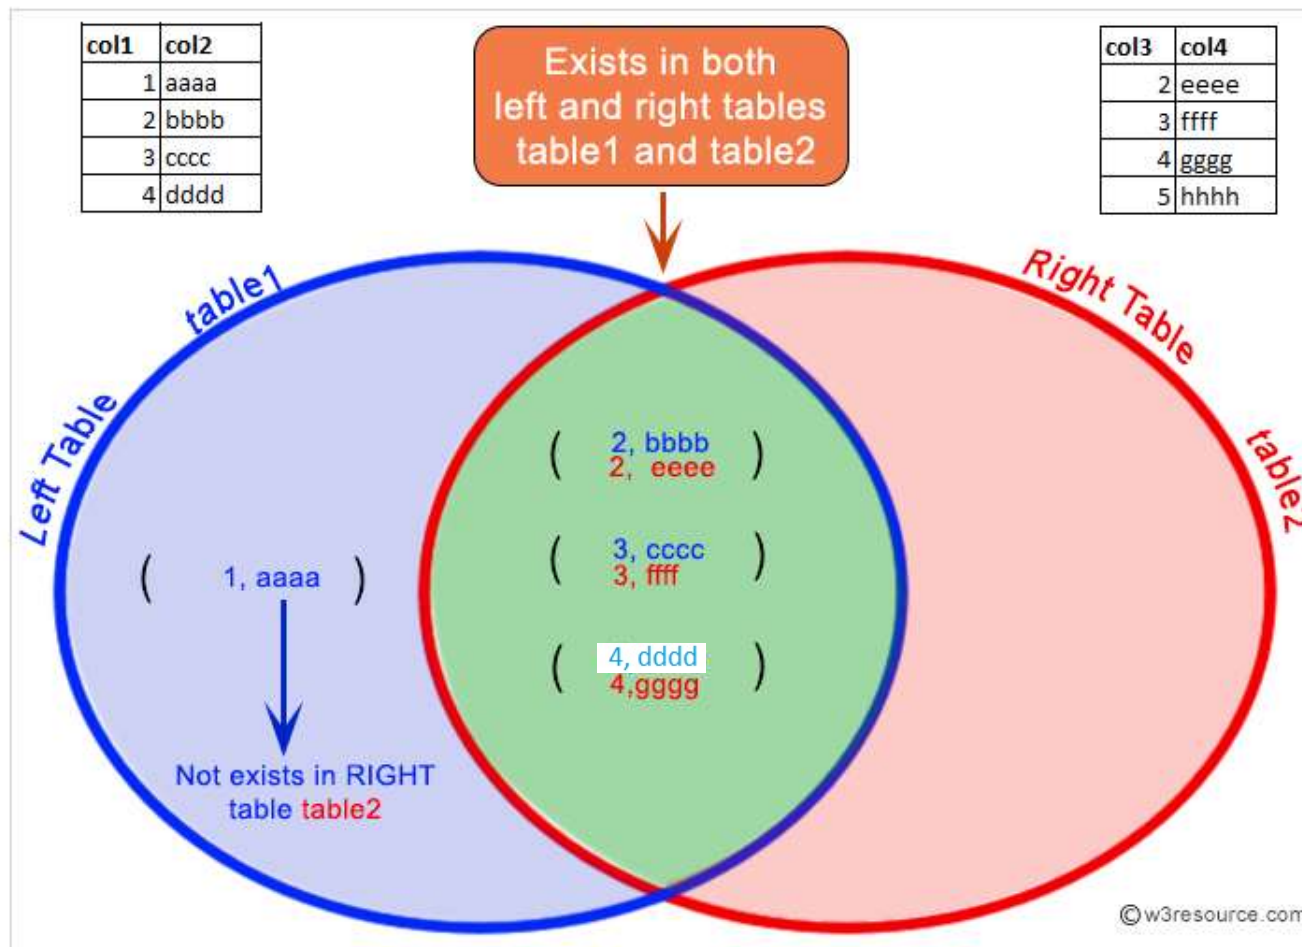 col1 col2
1 aaaa
2 bbbb
3 cccc
4 dddd
Exists in both
left and right tables
table1 and table2
col3 col4
2 eeee
3 ffff
4 gggg
5 hhhh
table1
Left Table
Right Table
table2
( 1, aaaa )
Not exists in RIGHT
table table2
( 2, bbbb
2, eeee )
( 3, cccc
3, ffff )
( 4, dddd
4,gggg )
©w3resource.com